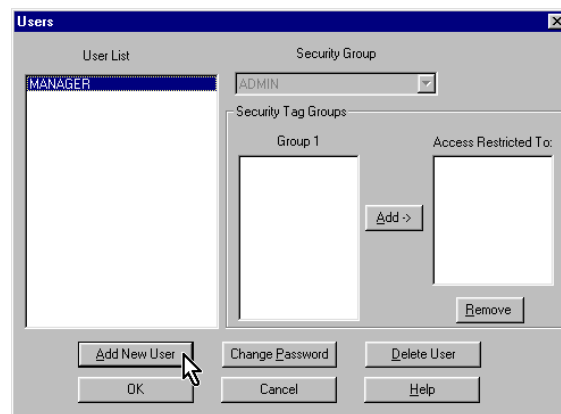 Users
User List
Security Group
MANAGER
ADMIN
Security Tag Groups
Group 1
Access Restricted To:
Add ->
Remove
Add New User
Change Password
Delete User
OK
Cancel
Help